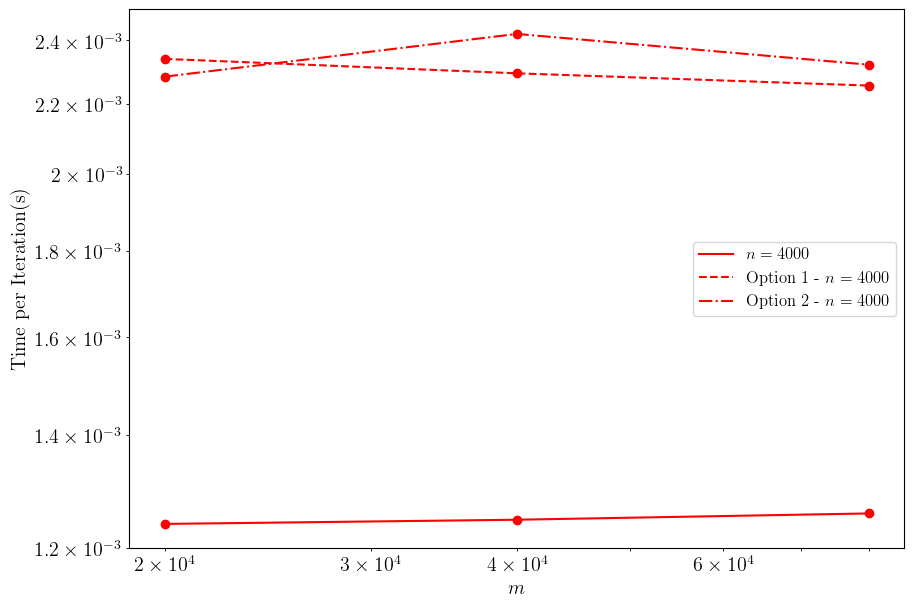 2.4 × 10⁻³
2.2 × 10⁻³
2 × 10⁻³
1.8 × 10⁻³
1.6 × 10⁻³
1.4 × 10⁻³
1.2 × 10⁻³
Time per Iteration(s)
n = 4000
Option 1 - n = 4000
Option 2 - n = 4000
2 × 10⁴
3 × 10⁴
4 × 10⁴
6 × 10⁴
m